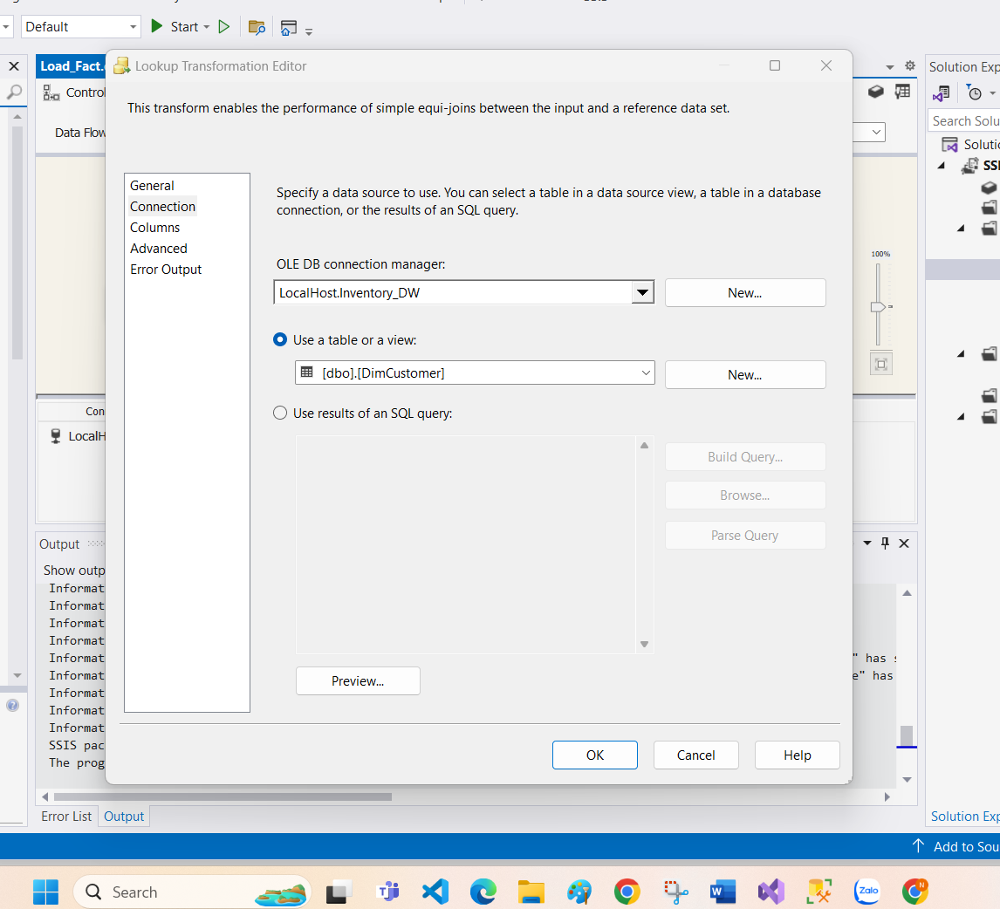 Default
Start
Load_Fact.
Control
Data Flow
Con
LocalH
Lookup Transformation Editor
This transform enables the performance of simple equi-joins between the input and a reference data set.
General
Connection
Columns
Advanced
Error Output
Specify a data source to use. You can select a table in a data source view, a table in a database
connection, or the results of an SQL query.
OLE DB connection manager:
LocalHost.Inventory_DW
New...
Use a table or a view:
[dbo].[DimCustomer]
New...
Use results of an SQL query:
Build Query...
Browse...
Parse Query
Preview...
OK
Cancel
Help
100%
Solution Exp
Search Solu
Soluti
SSI
Output
Show outp
Informat
Informat
Informat
Informat
Informat
" has s
Informat
e" has
Informat
Informat
Informat
SSIS pac
The prog
Error List
Output
Solution Exp
Add to Sou
Search
Zalo
N